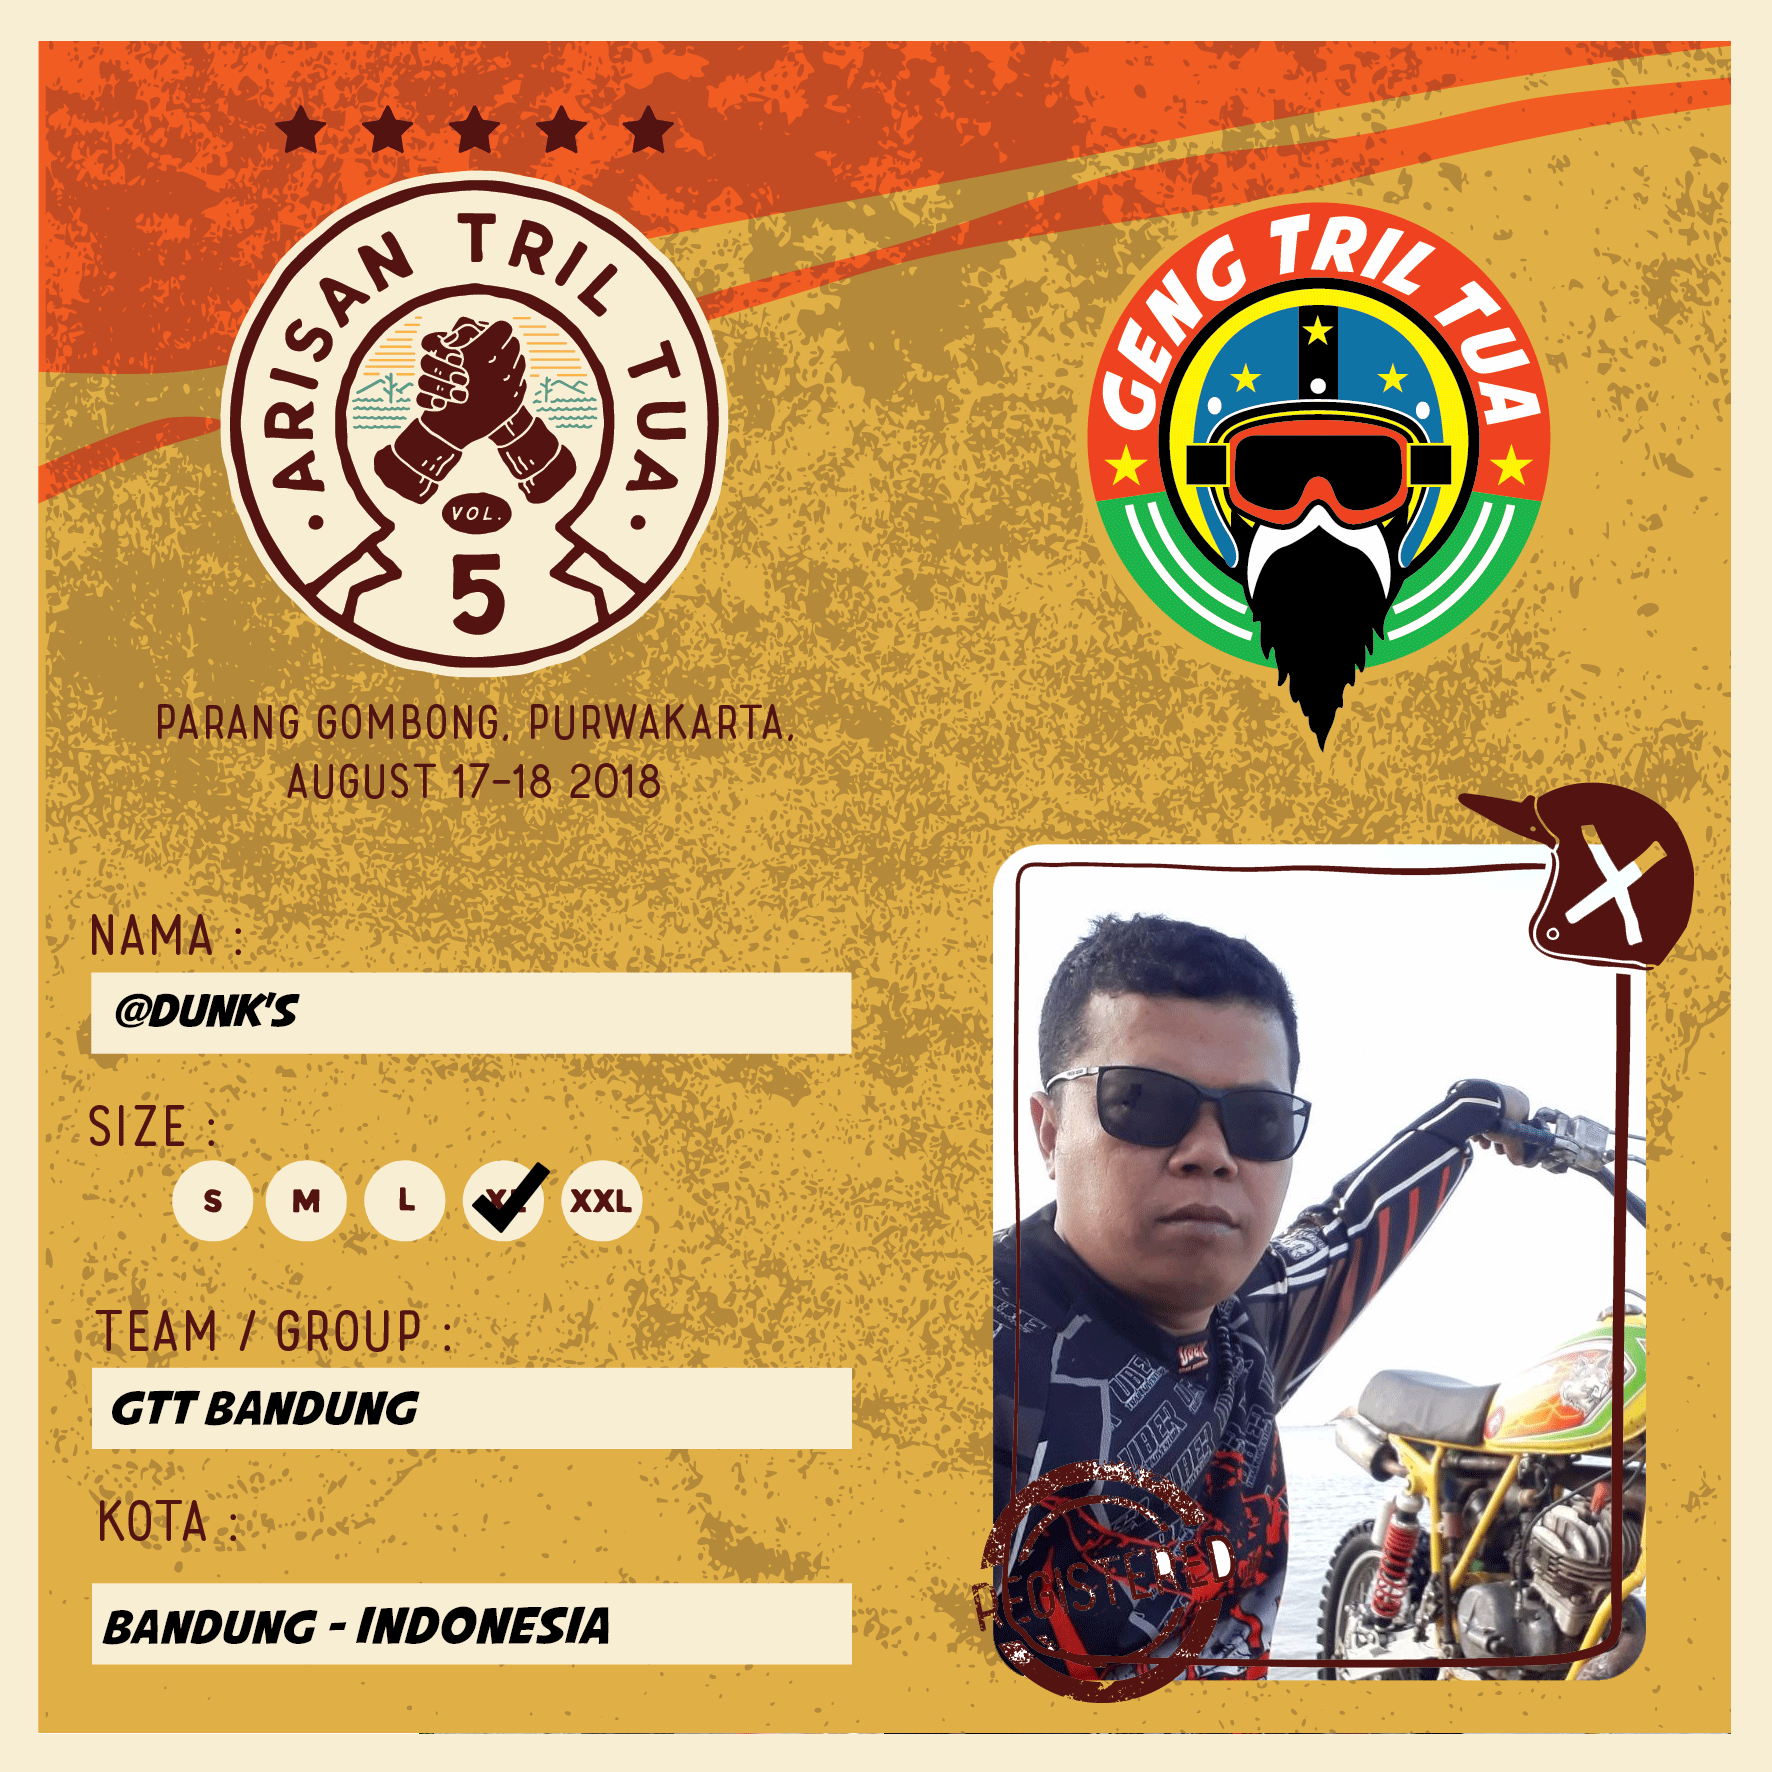 ARISAN TRIL TUA
VOL.
5
GENG TRIL TUA
PARANG GOMBONG, PURWAKARTA,
AUGUST 17-18 2018
NAMA :
@DUNK'S
SIZE :
S M L XL XXL
TEAM / GROUP :
GTT BANDUNG
KOTA :
BANDUNG - INDONESIA
REGISTERED